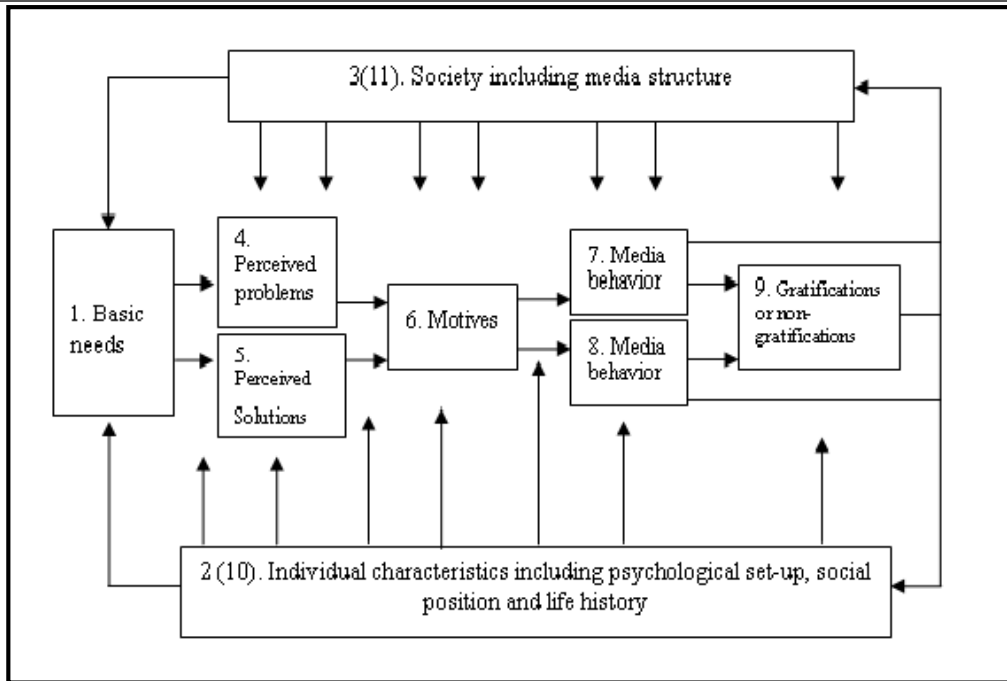 3(11). Society including media structure
1. Basic
needs
4.
Perceived
problems
5.
Perceived
Solutions
6. Motives
7. Media
behavior
8. Media
behavior
9. Gratifications
or non-
gratifications
2 (10). Individual characteristics including psychological set-up, social
position and life history